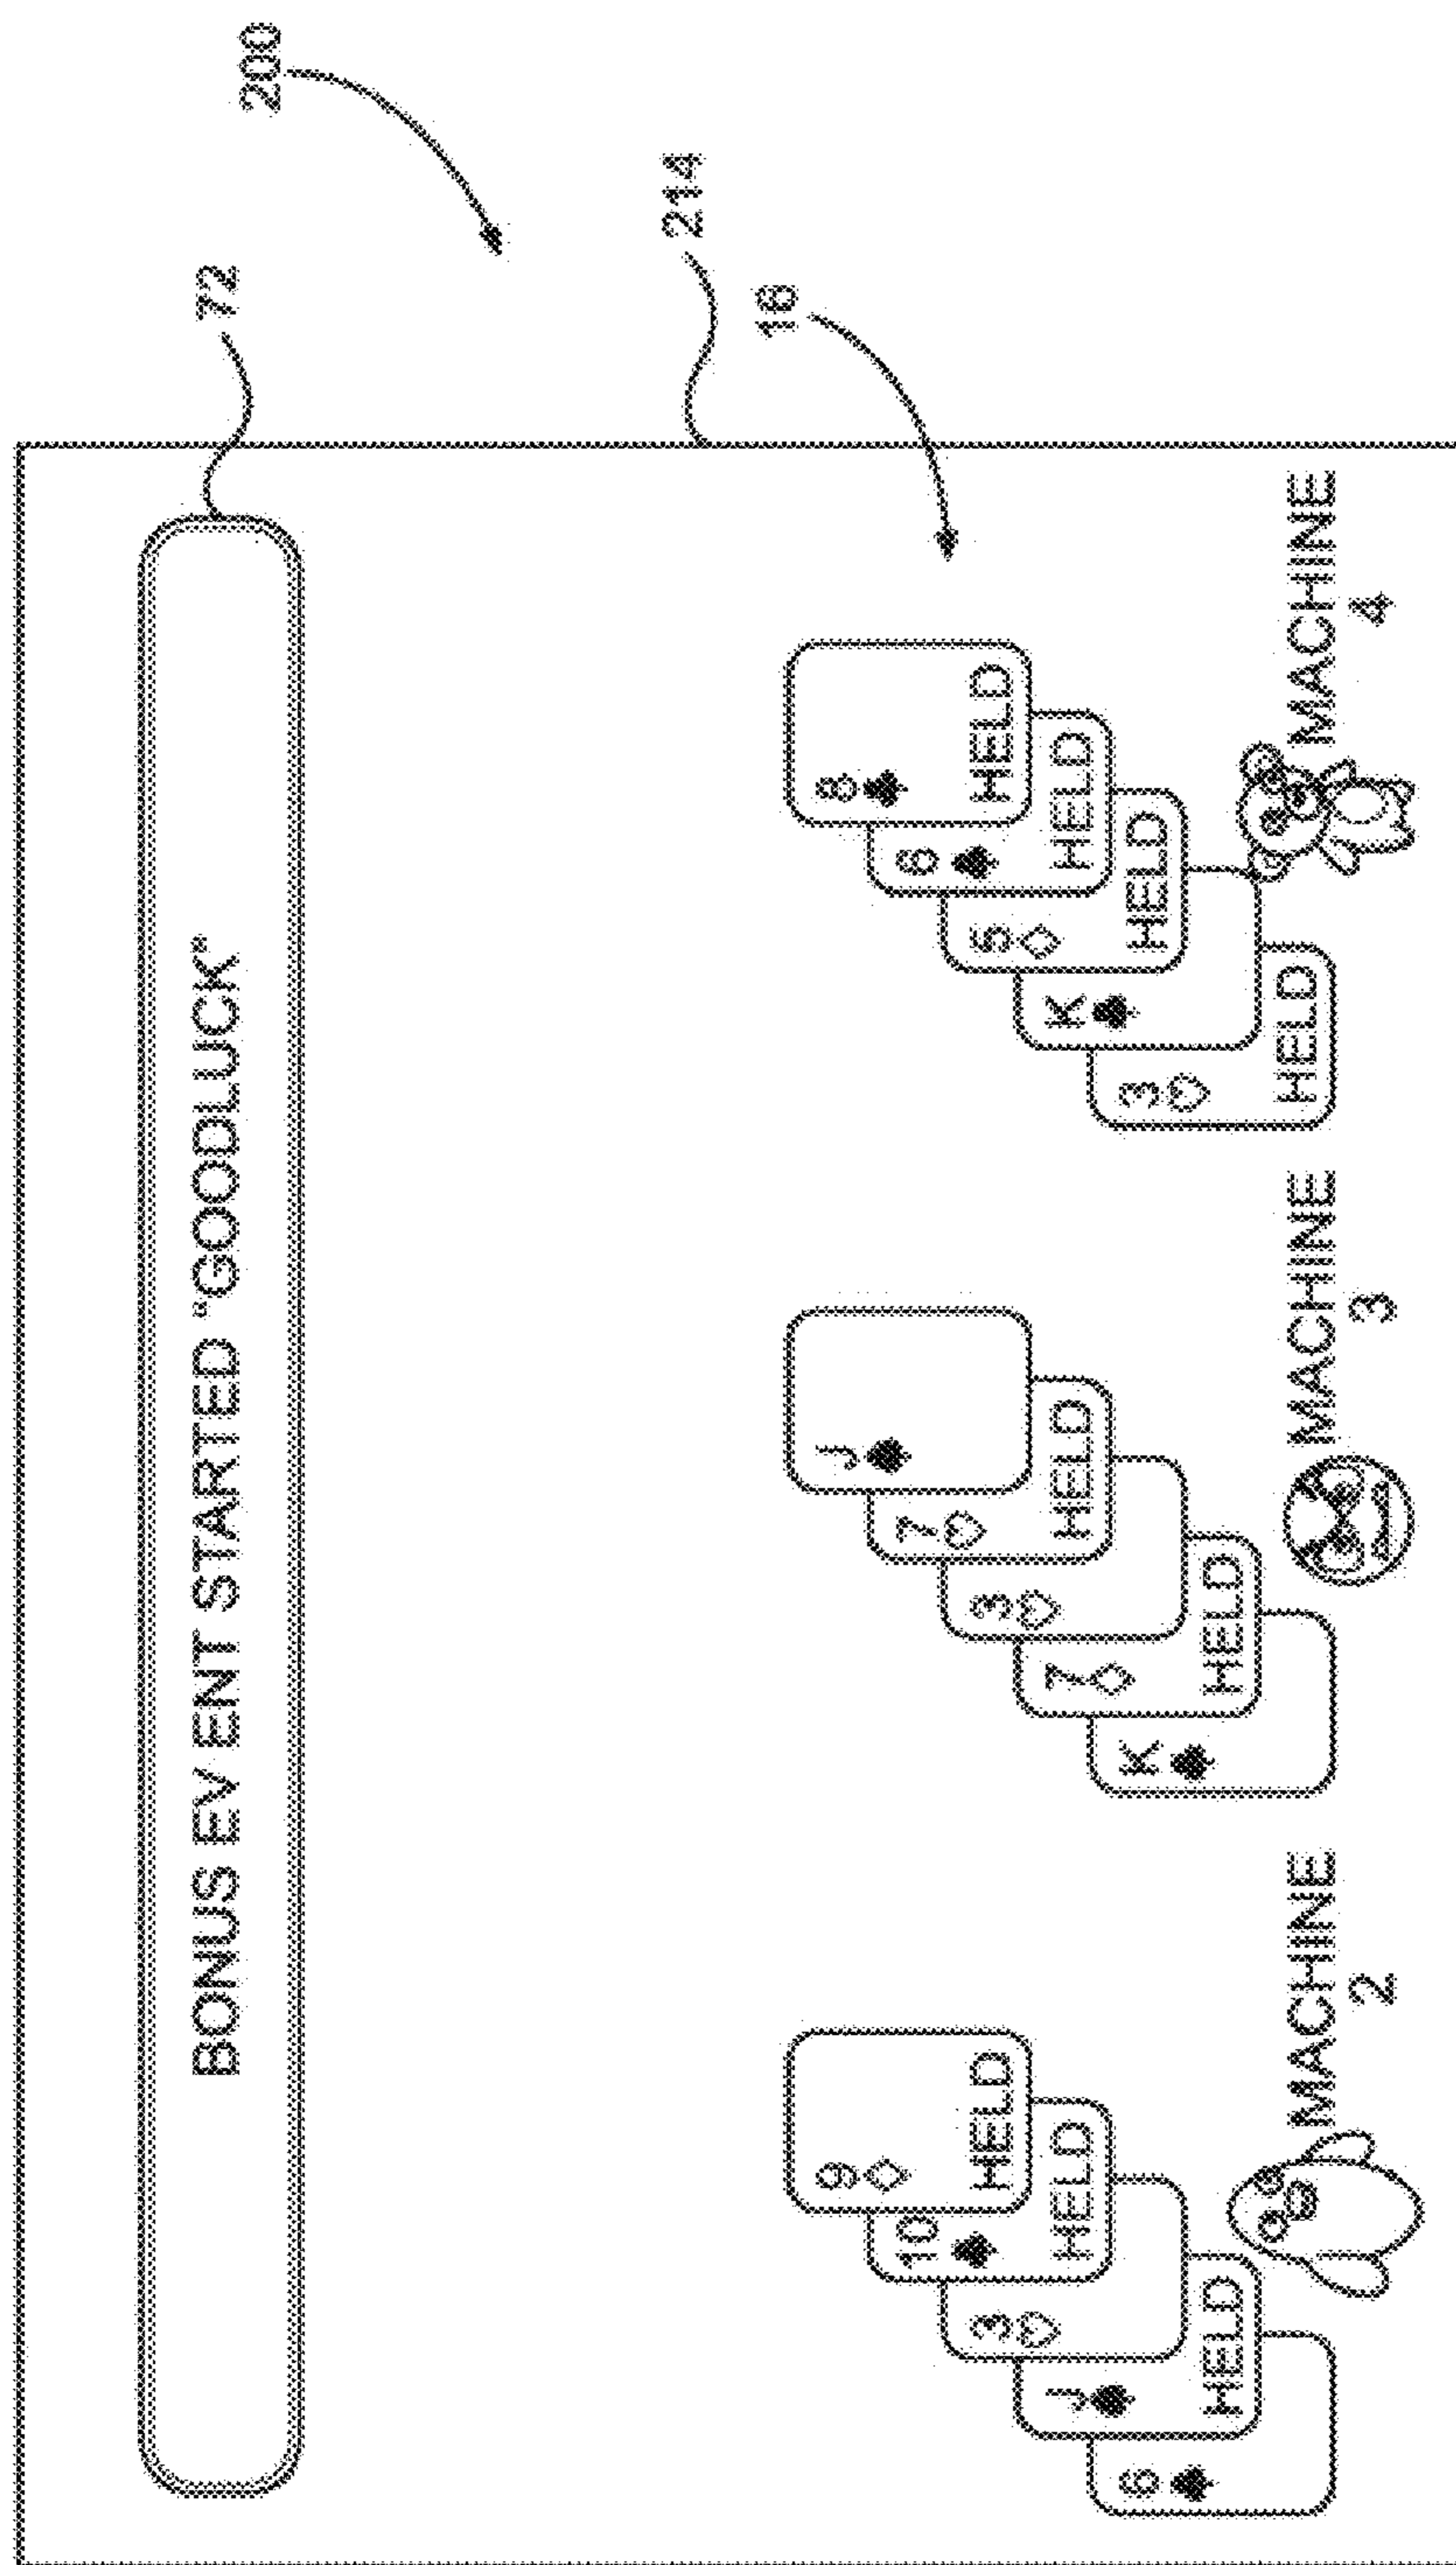 200
72
BONUS EV ENT STARTED "GOODLUCK"
214
16
9
HELD
10
HELD
3
J
HELD
6
MACHINE
2
J
7
HELD
3
7
HELD
K
MACHINE
3
8
HELD
6
HELD
5
HELD
K
3
HELD
MACHINE
4